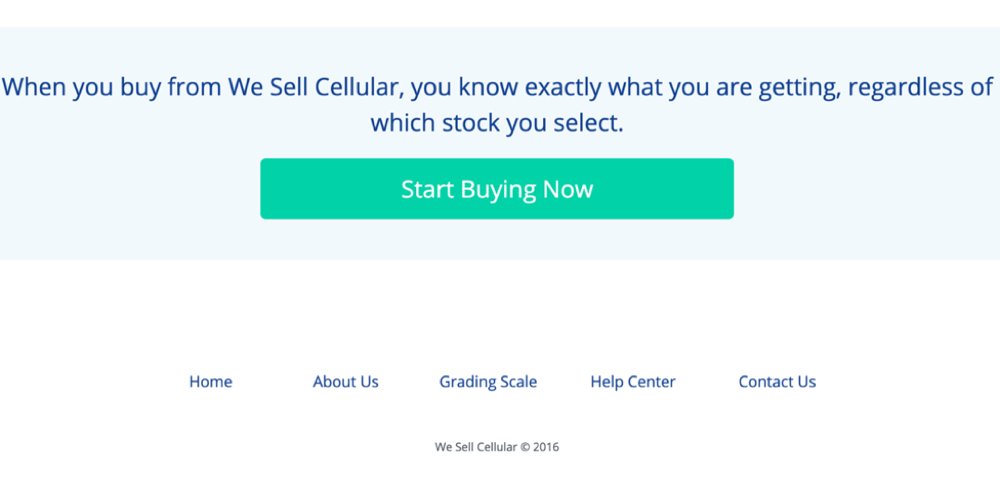 When you buy from We Sell Cellular, you know exactly what you are getting, regardless of
which stock you select.
Start Buying Now
Home About Us Grading Scale Help Center Contact Us
We Sell Cellular © 2016